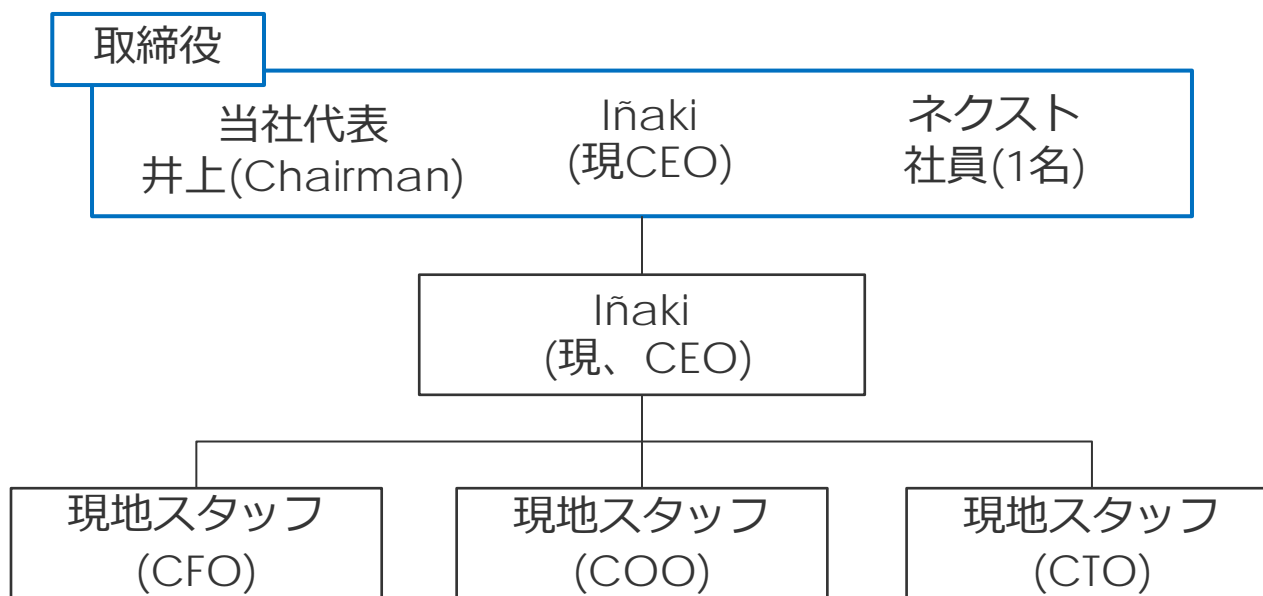 取締役
当社代表
井上(Chairman)
Iñaki
(現CEO)
ネクスト
社員(1名)
Iñaki
(現、CEO)
現地スタッフ
(CFO)
現地スタッフ
(COO)
現地スタッフ
(CTO)